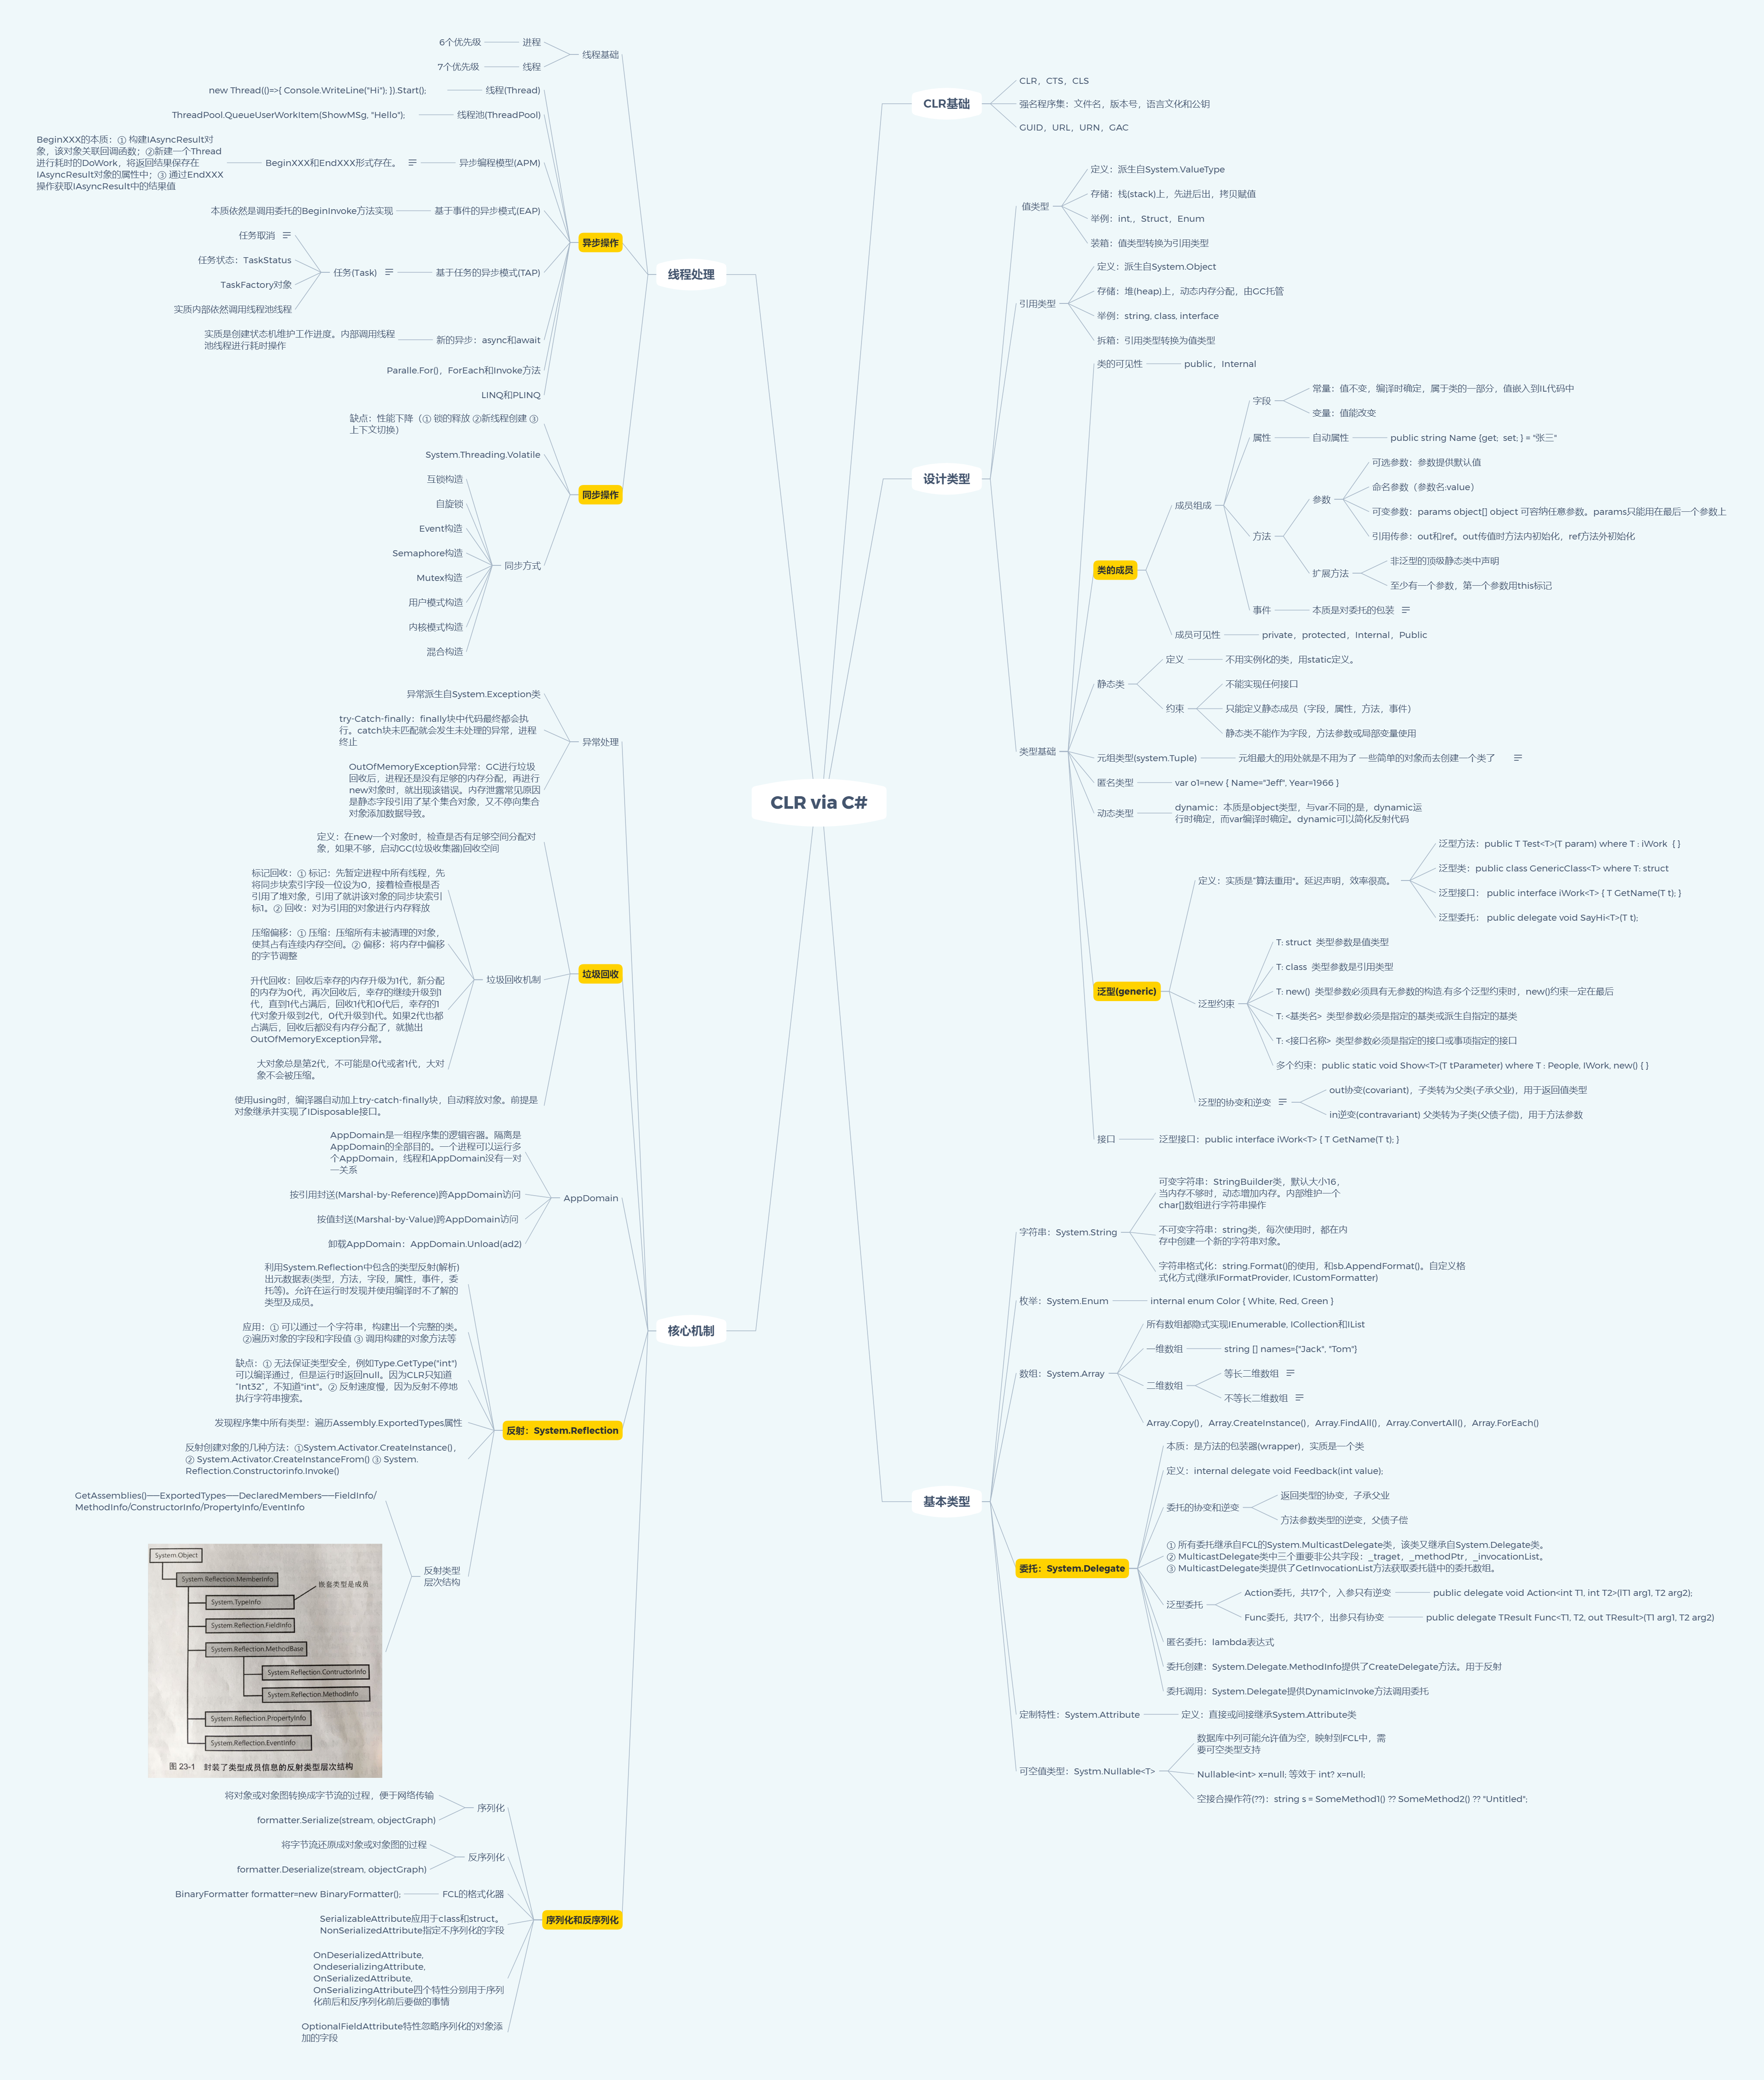 CLR via C#
CLR基础
CLR，CTS，CLS
强名程序集：文件名，版本号，语言文化和公钥
GUID，URL，URN，GAC
设计类型
值类型
定义：派生自System.ValueType
存储：栈(stack)上，先进后出，拷贝赋值
举例：int,，Struct，Enum
装箱：值类型转换为引用类型
引用类型
定义：派生自System.Object
存储：堆(heap)上，动态内存分配，由GC托管
举例：string, class, interface
拆箱：引用类型转换为值类型
类型基础
类的可见性
public，Internal
类的成员
成员组成
字段
常量：值不变，编译时确定，属于类的一部分，值嵌入到IL代码中
变量：值能改变
属性
自动属性
public string Name {get;  set; } = "张三"
方法
参数
可选参数：参数提供默认值
命名参数（参数名:value）
可变参数：params object[] object 可容纳任意参数。params只能用在最后一个参数上
引用传参：out和ref。out传值时方法内初始化，ref方法外初始化
扩展方法
非泛型的顶级静态类中声明
至少有一个参数，第一个参数用this标记
事件
本质是对委托的包装
成员可见性
private，protected，Internal，Public
静态类
定义
不用实例化的类，用static定义。
约束
不能实现任何接口
只能定义静态成员（字段，属性，方法，事件）
静态类不能作为字段，方法参数或局部变量使用
元组类型(system.Tuple)
元组最大的用处就是不用为了 一些简单的对象而去创建一个类了
匿名类型
var o1=new { Name="Jeff", Year=1966 }
动态类型
dynamic：本质是object类型，与var不同的是，dynamic运
行时确定，而var编译时确定。dynamic可以简化反射代码
泛型(generic)
定义：实质是“算法重用”。延迟声明，效率很高。
泛型方法：public T Test<T>(T param) where T : iWork  { }
泛型类：public class GenericClass<T> where T: struct
泛型接口： public interface iWork<T> { T GetName(T t); }
泛型委托： public delegate void SayHi<T>(T t);
泛型约束
T: struct  类型参数是值类型
T: class  类型参数是引用类型
T: new()  类型参数必须具有无参数的构造.有多个泛型约束时，new()约束一定在最后
T: <基类名>  类型参数必须是指定的基类或派生自指定的基类
T: <接口名称>  类型参数必须是指定的接口或事项指定的接口
多个约束：public static void Show<T>(T tParameter) where T : People, IWork, new() { }
泛型的协变和逆变
out协变(covariant)，子类转为父类(子承父业)，用于返回值类型
in逆变(contravariant) 父类转为子类(父债子偿)，用于方法参数
接口
泛型接口：public interface iWork<T> { T GetName(T t); }
基本类型
字符串：System.String
可变字符串：StringBuilder类，默认大小16，
当内存不够时，动态增加内存。内部维护一个
char[]数组进行字符串操作
不可变字符串：string类，每次使用时，都在内
存中创建一个新的字符串对象。
字符串格式化：string.Format()的使用，和sb.AppendFormat()。自定义格
式化方式(继承IFormatProvider, ICustomFormatter)
枚举：System.Enum
internal enum Color { White, Red, Green }
数组：System.Array
所有数组都隐式实现IEnumerable, ICollection和IList
一维数组
string [] names={"Jack", "Tom"}
二维数组
等长二维数组
不等长二维数组
Array.Copy()，Array.CreateInstance()，Array.FindAll()，Array.ConvertAll()，Array.ForEach()
委托：System.Delegate
本质：是方法的包装器(wrapper)，实质是一个类
定义：internal delegate void Feedback(int value);
委托的协变和逆变
返回类型的协变，子承父业
方法参数类型的逆变，父债子偿
① 所有委托继承自FCL的System.MulticastDelegate类，该类又继承自System.Delegate类。
② MulticastDelegate类中三个重要非公共字段：_traget，_methodPtr，_invocationList。
③ MulticastDelegate类提供了GetInvocationList方法获取委托链中的委托数组。
泛型委托
Action委托，共17个，入参只有逆变
public delegate void Action<int T1, int T2>(IT1 arg1, T2 arg2);
Func委托，共17个，出参只有协变
public delegate TResult Func<T1, T2, out TResult>(T1 arg1, T2 arg2)
匿名委托：lambda表达式
委托创建：System.Delegate.MethodInfo提供了CreateDelegate方法。用于反射
委托调用：System.Delegate提供DynamicInvoke方法调用委托
定制特性：System.Attribute
定义：直接或间接继承System.Attribute类
可空值类型：Systm.Nullable<T>
数据库中列可能允许值为空，映射到FCL中，需
要可空类型支持
Nullable<int> x=null; 等效于 int? x=null;
空接合操作符(??)：string s = SomeMethod1() ?? SomeMethod2() ?? "Untitled";
线程处理
线程基础
进程
6个优先级
线程
7个优先级
异步操作
线程(Thread)
new Thread(()=>{ Console.WriteLine("Hi"); }).Start();
线程池(ThreadPool)
ThreadPool.QueueUserWorkItem(ShowMSg, "Hello");
异步编程模型(APM)
BeginXXX和EndXXX形式存在。
BeginXXX的本质：① 构建IAsyncResult对
象，该对象关联回调函数；②新建一个Thread
进行耗时的DoWork，将返回结果保存在
IAsyncResult对象的属性中；③ 通过EndXXX
操作获取IAsyncResult中的结果值
基于事件的异步模式(EAP)
本质依然是调用委托的BeginInvoke方法实现
基于任务的异步模式(TAP)
任务(Task)
任务取消
任务状态：TaskStatus
TaskFactory对象
实质内部依然调用线程池线程
新的异步：async和await
实质是创建状态机维护工作进度。内部调用线程
池线程进行耗时操作
Paralle.For()，ForEach和Invoke方法
LINQ和PLINQ
同步操作
缺点：性能下降（① 锁的释放 ②新线程创建 ③
上下文切换）
System.Threading.Volatile
同步方式
互锁构造
自旋锁
Event构造
Semaphore构造
Mutex构造
用户模式构造
内核模式构造
混合构造
核心机制
异常处理
异常派生自System.Exception类
try-Catch-finally：finally块中代码最终都会执
行。catch块未匹配就会发生未处理的异常，进程
终止
OutOfMemoryException异常：GC进行垃圾
回收后，进程还是没有足够的内存分配，再进行
new对象时，就出现该错误。内存泄露常见原因
是静态字段引用了某个集合对象，又不停向集合
对象添加数据导致。
垃圾回收
定义：在new一个对象时，检查是否有足够空间分配对
象，如果不够，启动GC(垃圾收集器)回收空间
垃圾回收机制
标记回收：① 标记：先暂定进程中所有线程，先
将同步块索引字段一位设为0，接着检查根是否
引用了堆对象，引用了就讲该对象的同步块索引
标1。② 回收：对为引用的对象进行内存释放
压缩偏移：① 压缩：压缩所有未被清理的对象，
使其占有连续内存空间。② 偏移：将内存中偏移
的字节调整
升代回收：回收后幸存的内存升级为1代，新分配
的内存为0代，再次回收后，幸存的继续升级到1
代，直到1代占满后，回收1代和0代后，幸存的1
代对象升级到2代，0代升级到1代。如果2代也都
占满后，回收后都没有内存分配了，就抛出
OutOfMemoryException异常。
大对象总是第2代，不可能是0代或者1代，大对
象不会被压缩。
使用using时，编译器自动加上try-catch-finally块，自动释放对象。前提是
对象继承并实现了IDisposable接口。
AppDomain
AppDomain是一组程序集的逻辑容器。隔离是
AppDomain的全部目的。一个进程可以运行多
个AppDomain，线程和AppDomain没有一对
一关系
按引用封送(Marshal-by-Reference)跨AppDomain访问
按值封送(Marshal-by-Value)跨AppDomain访问
卸载AppDomain：AppDomain.Unload(ad2)
反射：System.Reflection
利用System.Reflection中包含的类型反射(解析)
出元数据表(类型，方法，字段，属性，事件，委
托等)。允许在运行时发现并使用编译时不了解的
类型及成员。
应用：① 可以通过一个字符串，构建出一个完整的类。
②遍历对象的字段和字段值 ③ 调用构建的对象方法等
缺点：① 无法保证类型安全，例如Type.GetType("int")
可以编译通过，但是运行时返回null。因为CLR只知道
“Int32”，不知道"int"。② 反射速度慢，因为反射不停地
执行字符串搜索。
发现程序集中所有类型：遍历Assembly.ExportedTypes属性
反射创建对象的几种方法：①System.Activator.CreateInstance()，
② System.Activator.CreateInstanceFrom() ③ System.
Reflection.Constructorinfo.Invoke()
反射类型
层次结构
GetAssemblies()──ExportedTypes──DeclaredMembers──FieldInfo/
MethodInfo/ConstructorInfo/PropertyInfo/EventInfo
System.Object
System.Reflection.MemberInfo
System.TypeInfo
嵌套类型是成员
System.Reflection.FieldInfo
System.Reflection.MethodBase
System.Reflection.ContructorInfo
System.Reflection.MethodInfo
System.Reflection.PropertyInfo
System.Reflection.EventInfo
图 23-1 封装了类型成员信息的反射类型层次结构
序列化和反序列化
序列化
将对象或对象图转换成字节流的过程，便于网络传输
formatter.Serialize(stream, objectGraph)
反序列化
将字节流还原成对象或对象图的过程
formatter.Deserialize(stream, objectGraph)
FCL的格式化器
BinaryFormatter formatter=new BinaryFormatter();
SerializableAttribute应用于class和struct。
NonSerializedAttribute指定不序列化的字段
OnDeserializedAttribute,
OndeserializingAttribute,
OnSerializedAttribute,
OnSerializingAttribute四个特性分别用于序列
化前后和反序列化前后要做的事情
OptionalFieldAttribute特性忽略序列化的对象添
加的字段